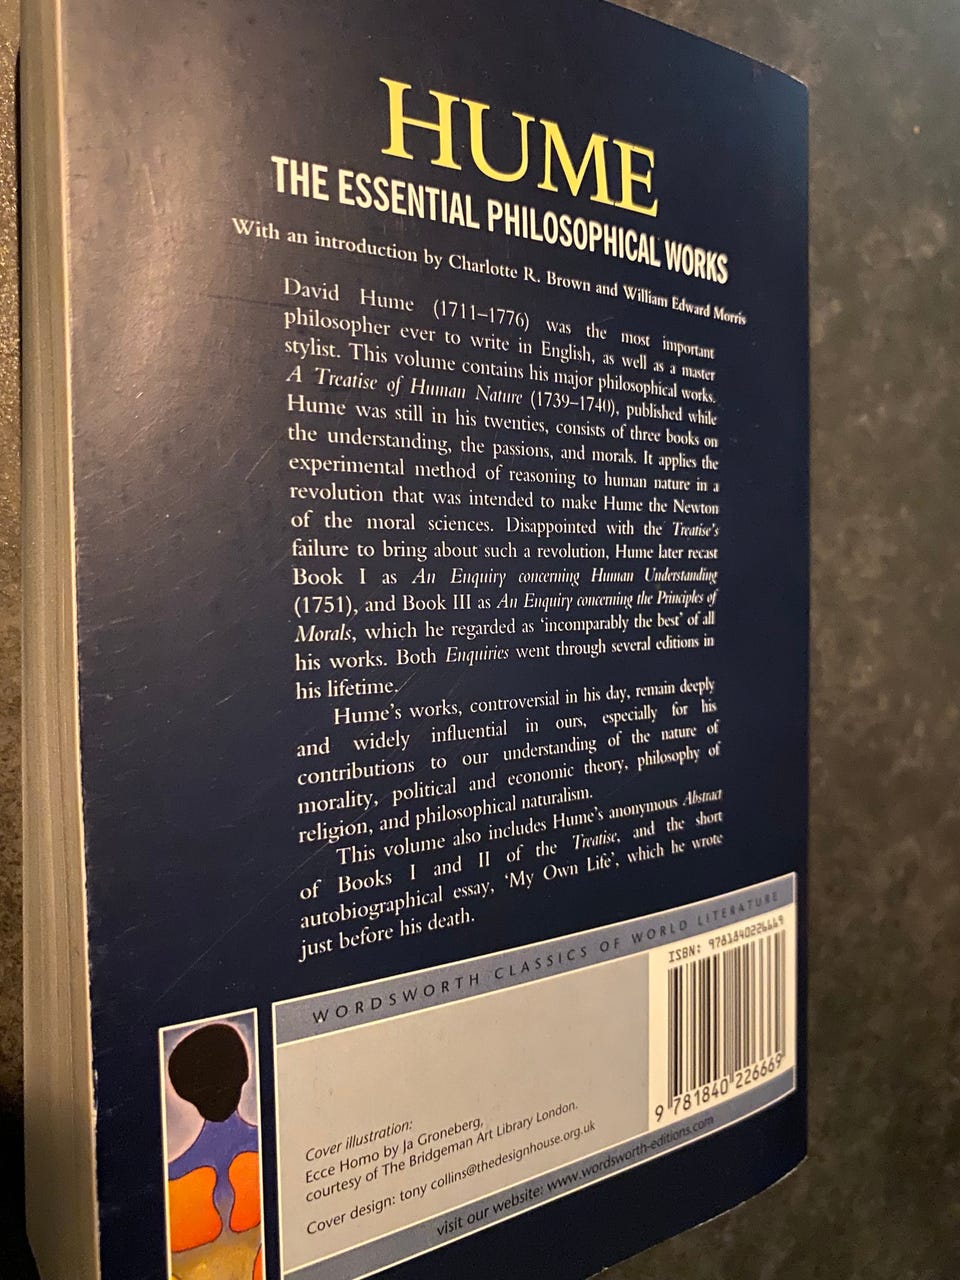 HUME
THE ESSENTIAL PHILOSOPHICAL WORKS
With an introduction by Charlotte R. Brown and William Edward Morris
David Hume (1711–1776) was the most important
philosopher ever to write in English, as well as a master
stylist. This volume contains his major philosophical works.
A Treatise of Human Nature (1739–1740), published while
Hume was still in his twenties, consists of three books on
the understanding, the passions, and morals. It applies the
experimental method of reasoning to human nature in a
revolution that was intended to make Hume the Newton
of the moral sciences. Disappointed with the Treatise's
failure to bring about such a revolution, Hume later recast
Book I as An Enquiry concerning Human Understanding
(1751), and Book III as An Enquiry concerning the Principles of
Morals, which he regarded as 'incomparably the best' of all
his works. Both Enquiries went through several editions in
his lifetime.
Hume's works, controversial in his day, remain deeply
and widely influential in ours, especially for his
contributions to our understanding of the nature of
morality, political and economic theory, philosophy of
religion, and philosophical naturalism.
This volume also includes Hume's anonymous Abstract
of Books I and II of the Treatise, and the short
autobiographical essay, 'My Own Life', which he wrote
just before his death.
WORDSWORTH CLASSICS OF WORLD LITERATURE
ISBN: 9781840226669
9 781840 226669
Cover illustration:
Ecce Homo by Ja Groneberg,
courtesy of The Bridgeman Art Library London.
Cover design: tony collins@thedesignhouse.org.uk
visit our website: www.wordsworth-editions.com